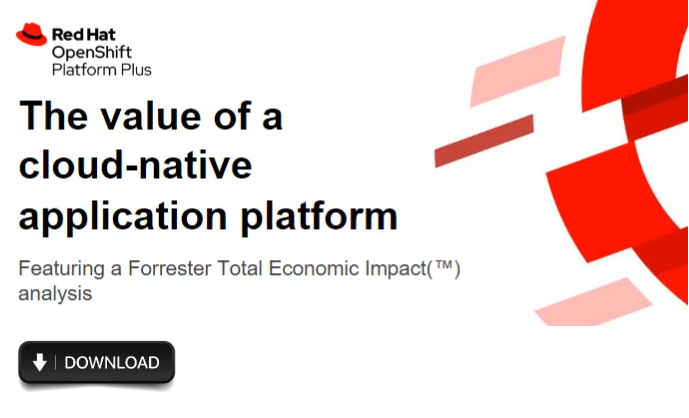 Red Hat
OpenShift
Platform Plus
The value of a
cloud-native
application platform
Featuring a Forrester Total Economic Impact(™)
analysis
DOWNLOAD